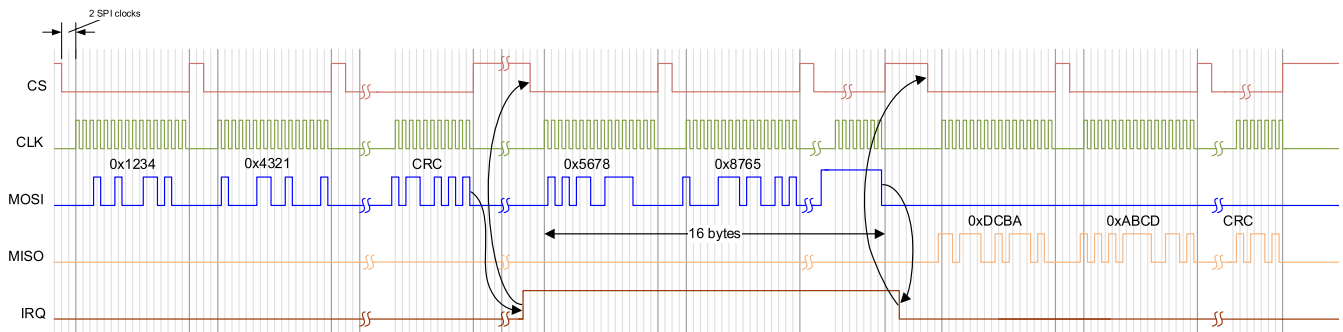 2 SPI clocks
CS
CLK
0x1234 0x4321 CRC 0x5678 0x8765
MOSI
16 bytes
0xDCBA 0xABCD CRC
MISO
IRQ